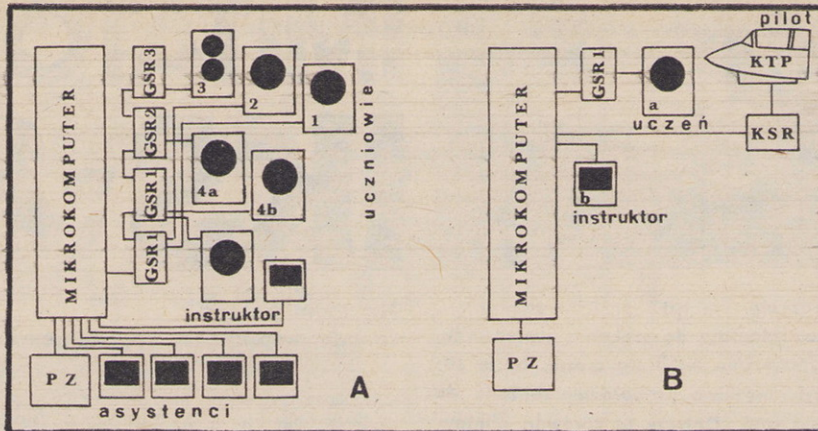 MIKROKOMPUTER
GSR3
GSR2
GSR1
GSR1
3
2
1
4a
4b
uczniowie
instruktor
PZ
asystenci
A
MIKROKOMPUTER
GSR1
a
uczeń
pilot
KTP
KSR
b
instruktor
PZ
B